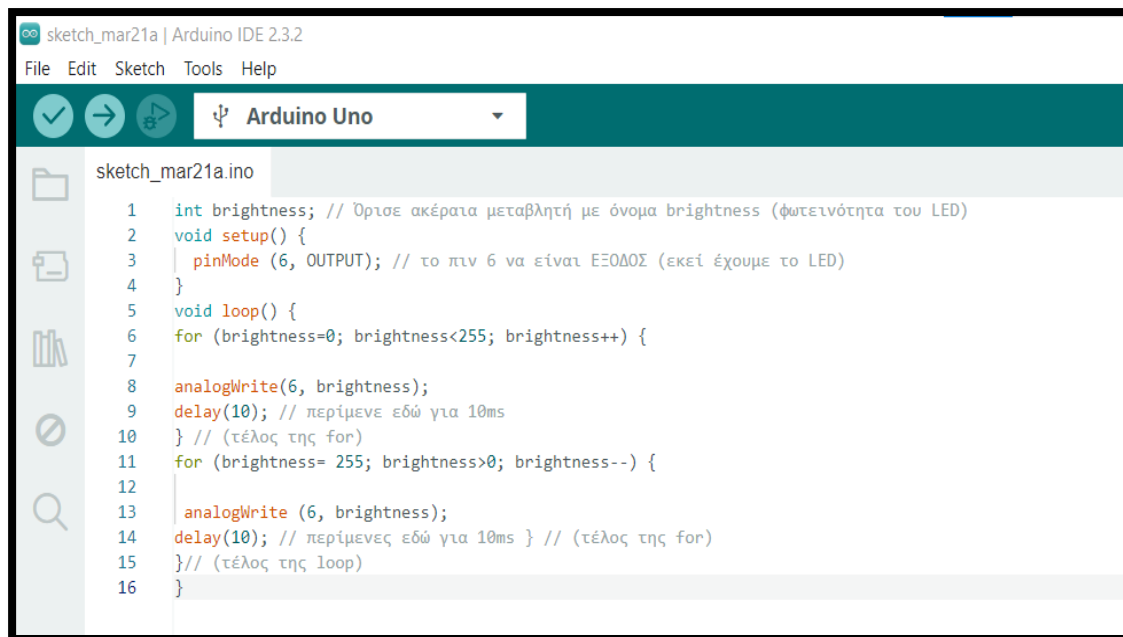 sketch_mar21a | Arduino IDE 2.3.2
File Edit Sketch Tools Help
Arduino Uno
sketch_mar21a.ino
1 int brightness; // Όρισε ακέραια μεταβλητή με όνομα brightness (φωτεινότητα του LED)
2 void setup() {
3 pinMode (6, OUTPUT); // το πιν 6 να είναι ΕΞΟΔΟΣ (εκεί έχουμε το LED)
4 }
5 void loop() {
6 for (brightness=0; brightness<255; brightness++) {
7
8 analogWrite(6, brightness);
9 delay(10); // περίμενε εδώ για 10ms
10 } // (τέλος της for)
11 for (brightness= 255; brightness>0; brightness--) {
12
13 analogWrite (6, brightness);
14 delay(10); // περίμενες εδώ για 10ms } // (τέλος της for)
15 }// (τέλος της loop)
16 }